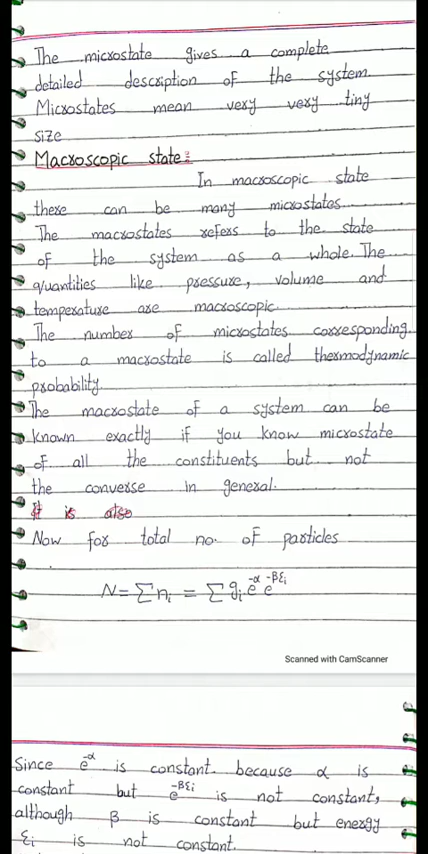 The microstate gives a complete
detailed description of the system.
Microstates mean very very tiny
size
Macroscopic state:
In macroscopic state
there can be many microstates.
The macrostates refers to the state
of the system as a whole. The
quantities like pressure, volume and
temperature are macroscopic.
The number of microstates corresponding.
to a macrostate is called thermodynamic
probability.
The macrostate of a system can be
known exactly if you know microstate
of all the constituents but not
the converse in general.
It is also
Now for total no. of particles
N = Σnᵢ = Σgᵢ e^-α e^-βεᵢ
Scanned with CamScanner
Since e^-α is constant. because α is
constant but e^-βεᵢ is not constant,
although β is constant but energy
εᵢ is not constant.